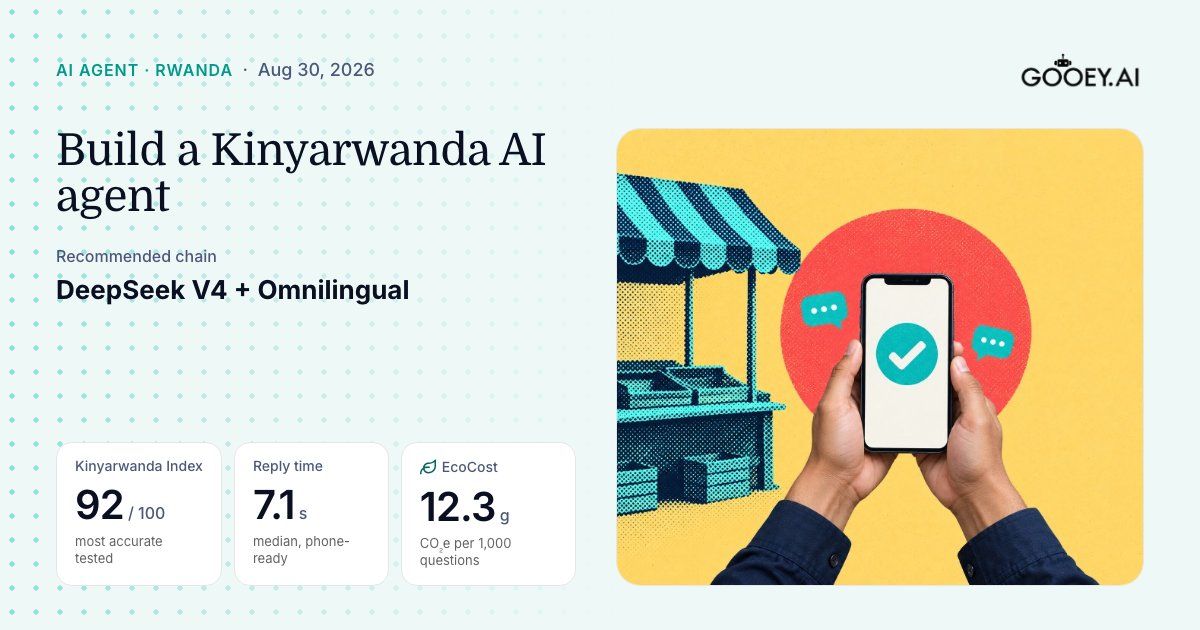 AI AGENT · RWANDA · Aug 30, 2026
GOOEY.AI
Build a Kinyarwanda AI
agent
Recommended chain
DeepSeek V4 + Omnilingual
Kinyarwanda Index
92 / 100
most accurate
tested
Reply time
7.1 s
median, phone-
ready
EcoCost
12.3 g
CO₂e per 1,000
questions